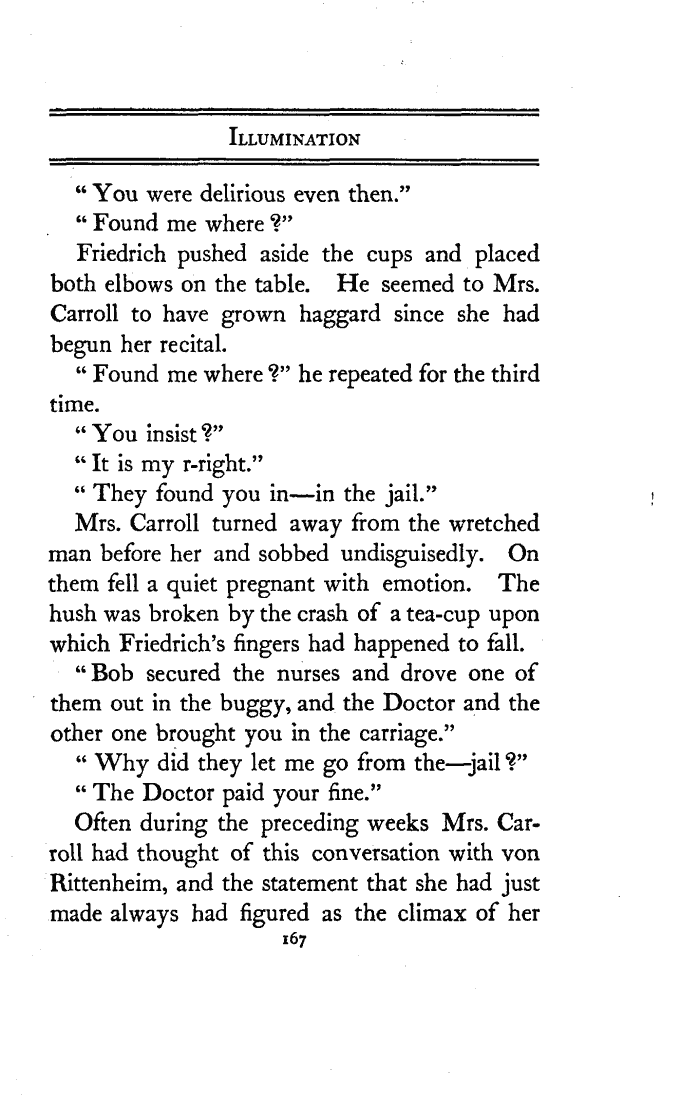 ILLUMINATION
“ You were delirious even then.”
“ Found me where ?”
Friedrich pushed aside the cups and placed
both elbows on the table. He seemed to Mrs.
Carroll to have grown haggard since she had
begun her recital.
“ Found me where ?” he repeated for the third
time.
“ You insist ?”
“ It is my r-right.”
“ They found you in—in the jail.”
Mrs. Carroll turned away from the wretched
man before her and sobbed undisguisedly. On
them fell a quiet pregnant with emotion. The
hush was broken by the crash of a tea-cup upon
which Friedrich’s fingers had happened to fall.
“ Bob secured the nurses and drove one of
them out in the buggy, and the Doctor and the
other one brought you in the carriage.”
“ Why did they let me go from the—jail ?”
“ The Doctor paid your fine.”
Often during the preceding weeks Mrs. Car-
roll had thought of this conversation with von
Rittenheim, and the statement that she had just
made always had figured as the climax of her
167